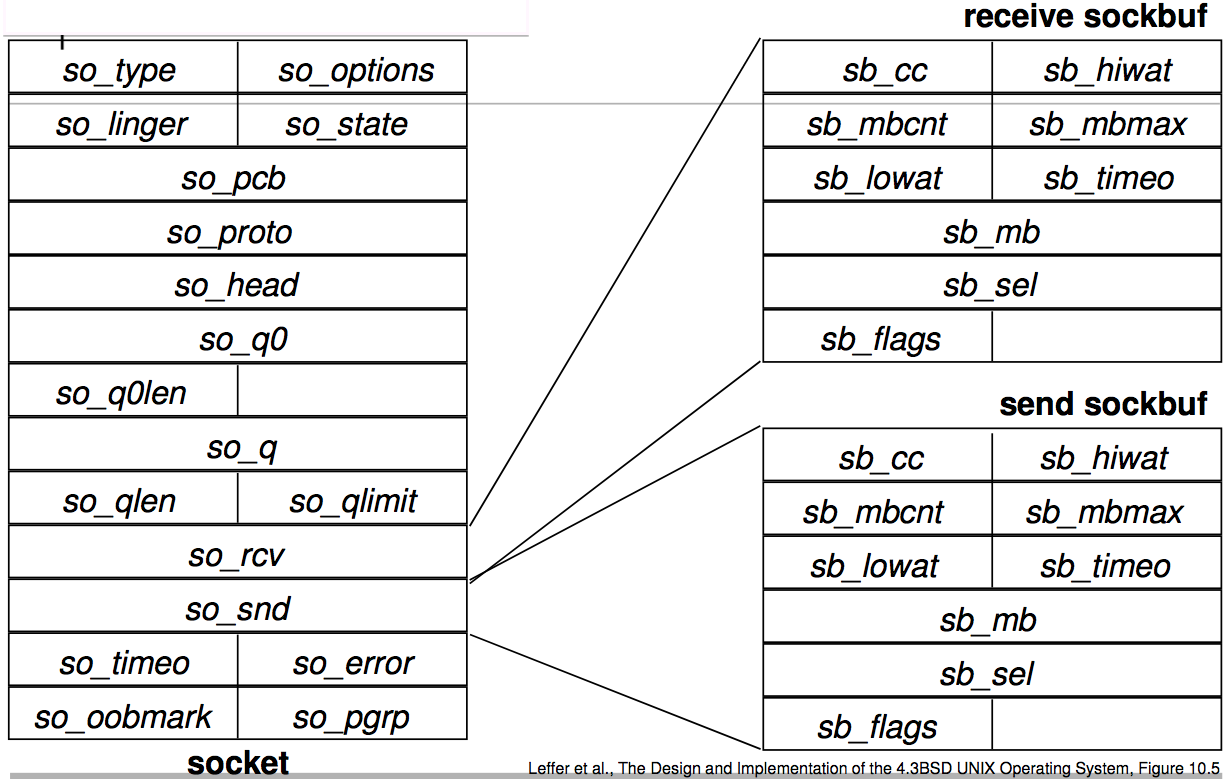 so_type so_options
so_linger so_state
so_pcb
so_proto
so_head
so_q0
so_q0len
so_q
so_qlen so_qlimit
so_rcv
so_snd
so_timeo so_error
so_oobmark so_pgrp
socket
receive sockbuf
sb_cc sb_hiwat
sb_mbcnt sb_mbmax
sb_lowat sb_timeo
sb_mb
sb_sel
sb_flags
send sockbuf
sb_cc sb_hiwat
sb_mbcnt sb_mbmax
sb_lowat sb_timeo
sb_mb
sb_sel
sb_flags
Leffer et al., The Design and Implementation of the 4.3BSD UNIX Operating System, Figure 10.5